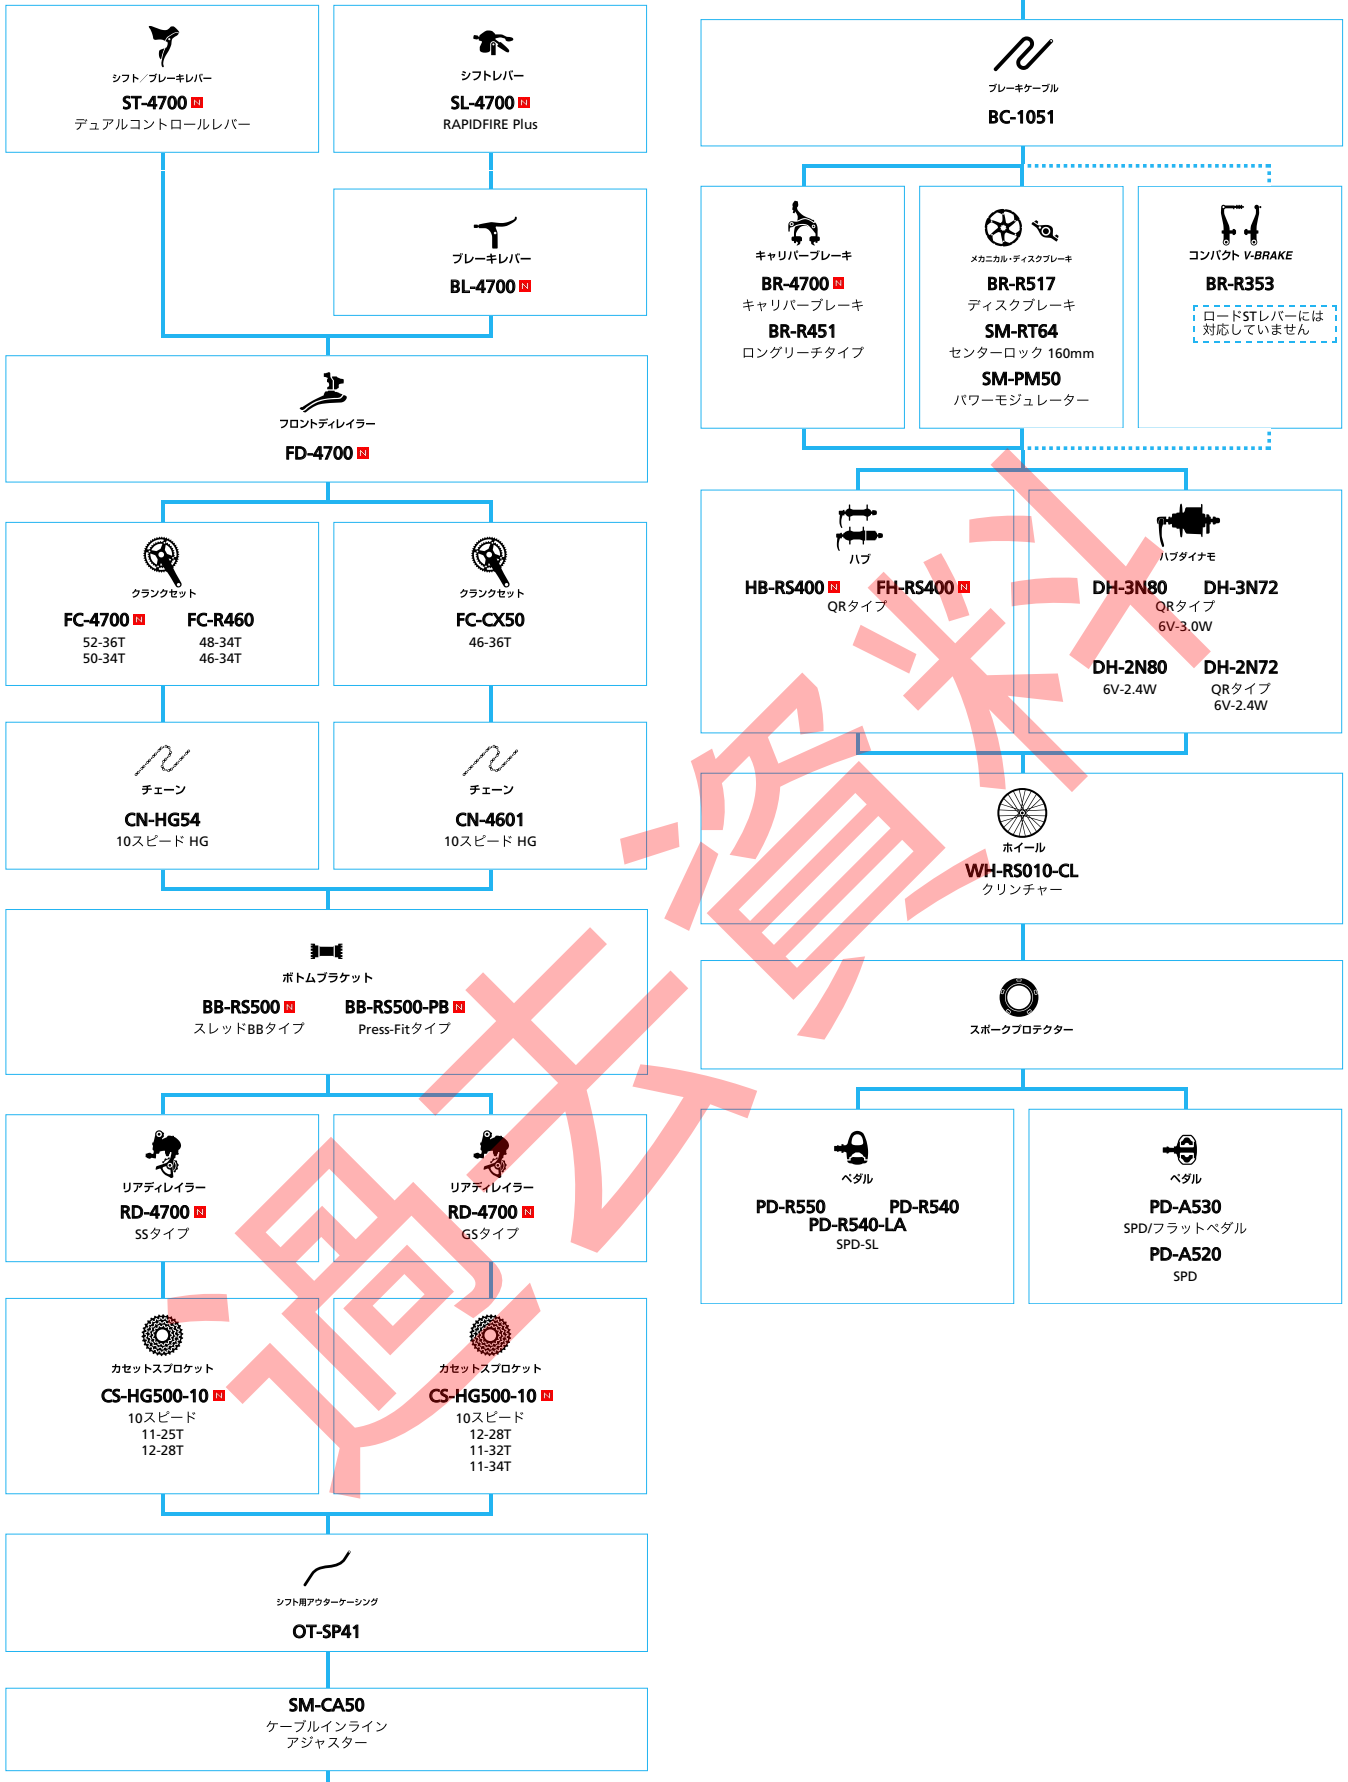 シフト／ブレーキレバー
ST-4700 N
デュアルコントロールレバー
シフトレバー
SL-4700 N
RAPIDFIRE Plus
ブレーキレバー
BL-4700 N
フロントディレイラー
FD-4700 N
クランクセット
FC-4700 N FC-R460
52-36T 48-34T
50-34T 46-34T
クランクセット
FC-CX50
46-36T
チェーン
CN-HG54
10スピード HG
チェーン
CN-4601
10スピード HG
ボトムブラケット
BB-RS500 N BB-RS500-PB N
スレッドBBタイプ Press-Fitタイプ
リアディレイラー
RD-4700 N
SSタイプ
リアディレイラー
RD-4700 N
GSタイプ
カセットスプロケット
CS-HG500-10 N
10スピード
11-25T
12-28T
カセットスプロケット
CS-HG500-10 N
10スピード
12-28T
11-32T
11-34T
シフト用アウターケーシング
OT-SP41
SM-CA50
ケーブルインライン
アジャスター
ブレーキケーブル
BC-1051
キャリパーブレーキ
BR-4700 N
キャリパーブレーキ
BR-R451
ロングリーチタイプ
メカニカル・ディスクブレーキ
BR-R517
ディスクブレーキ
SM-RT64
センターロック 160mm
SM-PM50
パワーモジュレーター
コンパクト V-BRAKE
BR-R353
ロードSTレバーには
対応していません
ハブ
HB-RS400 N FH-RS400 N
QRタイプ
ハブダイナモ
DH-3N80 DH-3N72
QRタイプ
6V-3.0W
DH-2N80 DH-2N72
6V-2.4W QRタイプ
6V-2.4W
ホイール
WH-RS010-CL
クリンチャー
スポークプロテクター
ペダル
PD-R550 PD-R540
PD-R540-LA
SPD-SL
ペダル
PD-A530
SPD/フラットペダル
PD-A520
SPD
過去資料